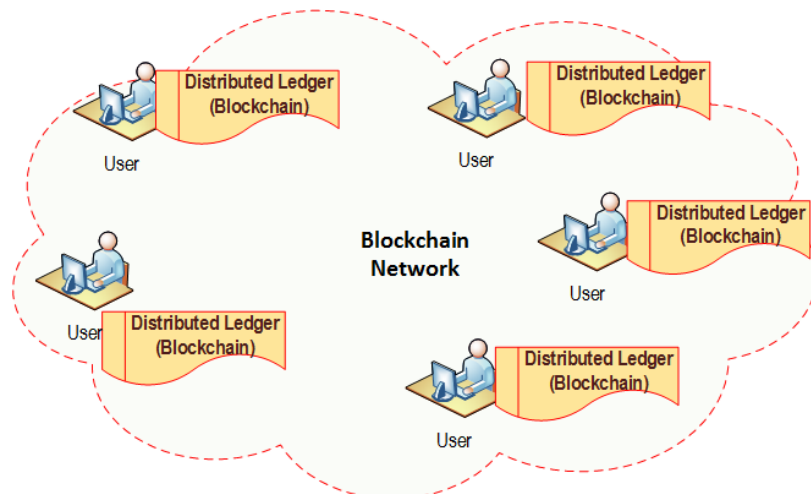 Distributed Ledger
(Blockchain)
User
Distributed Ledger
(Blockchain)
User
Distributed Ledger
(Blockchain)
User
Blockchain
Network
User
Distributed Ledger
(Blockchain)
Distributed Ledger
(Blockchain)
User